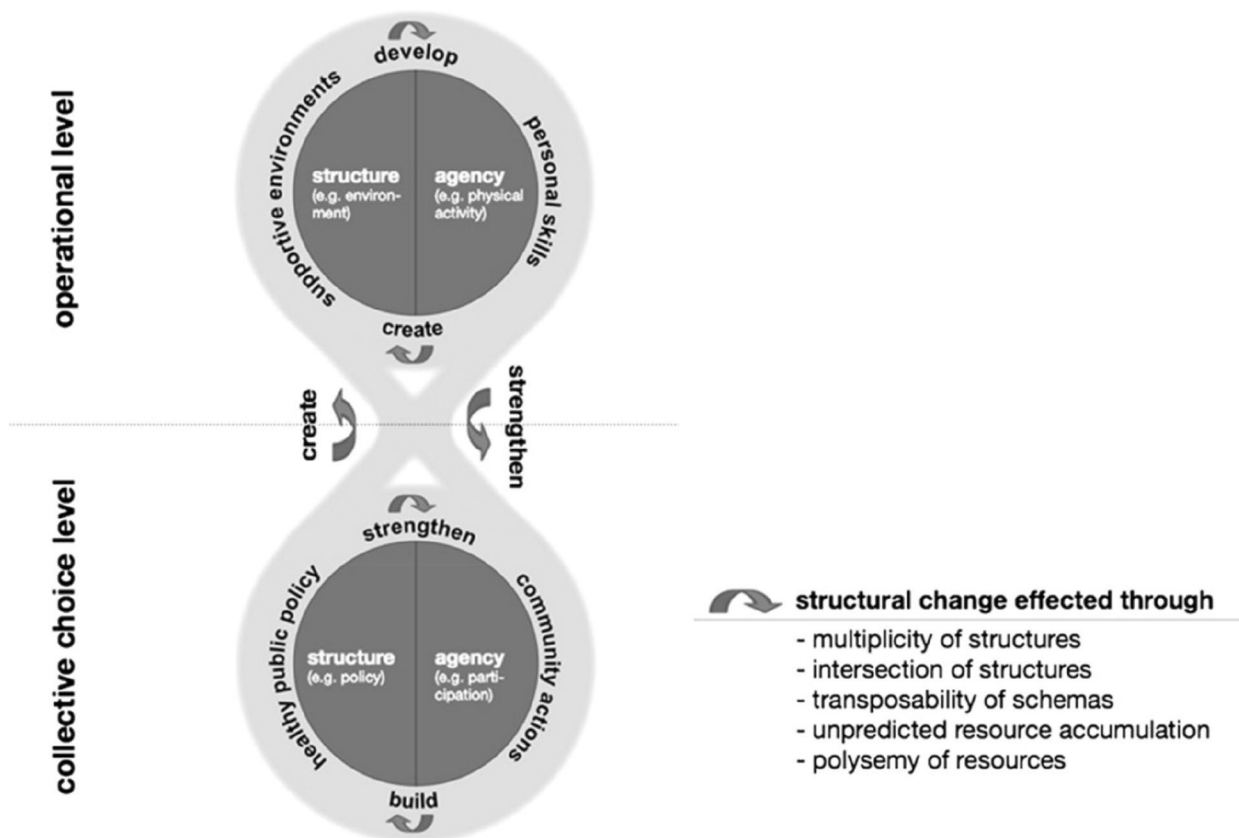 operational level
develop
supportive environments
personal skills
structure
(e.g. environ-
ment)
agency
(e.g. physical
activity)
create
create
strengthen
collective choice level
strengthen
healthy public policy
community actions
structure
(e.g. policy)
agency
(e.g. parti-
cipation)
build
structural change effected through
- multiplicity of structures
- intersection of structures
- transposability of schemas
- unpredicted resource accumulation
- polysemy of resources